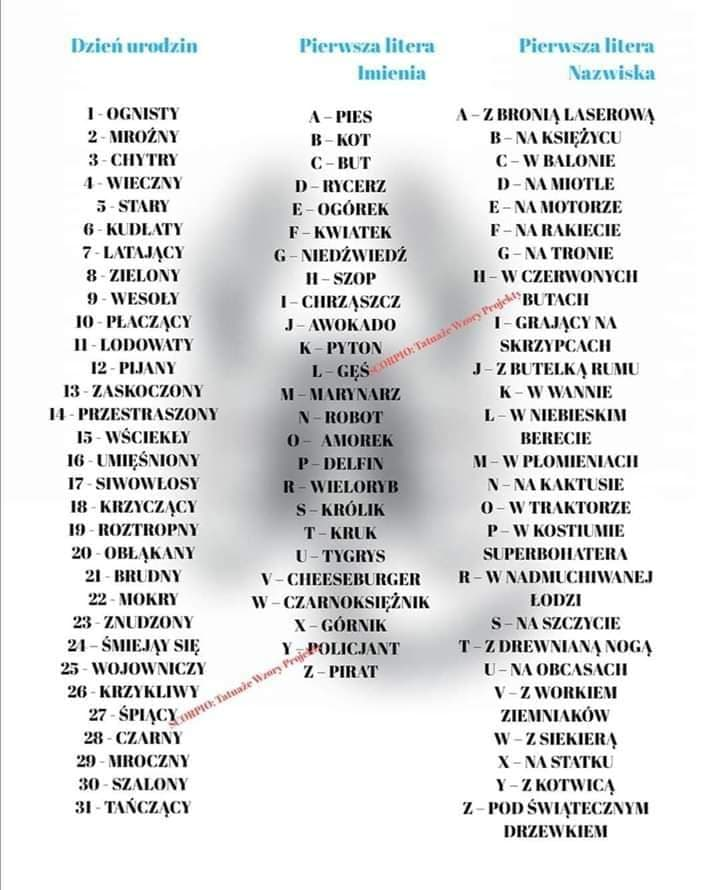 Dzień urodzin
1 - OGNISTY
2 - MROŹNY
3 - CHYTRY
4 - WIECZNY
5 - STARY
6 - KUDŁATY
7 - LATAJĄCY
8 - ZIELONY
9 - WESOŁY
10 - PŁACZĄCY
11 - LODOWATY
12 - PIJANY
13 - ZASKOCZONY
14 - PRZESTRASZONY
15 - WŚCIEKŁY
16 - UMIĘŚNIONY
17 - SIWOWŁOSY
18 - KRZYCZĄCY
19 - ROZTROPNY
20 - OBŁĄKANY
21 - BRUDNY
22 - MOKRY
23 - ZNUDZONY
24 - ŚMIEJĄY SIĘ
25 - WOJOWNICZY
26 - KRZYKLIWY
27 - ŚPIĄCY
28 - CZARNY
29 - MROCZNY
30 - SZALONY
31 - TAŃCZĄCY
Pierwsza litera
Imienia
A – PIES
B – KOT
C – BUT
D – RYCERZ
E – OGÓREK
F – KWIATEK
G – NIEDŹWIEDŹ
H – SZOP
I – CHRZĄSZCZ
J – AWOKADO
K – PYTON
L – GĘŚ
M – MARYNARZ
N – ROBOT
O – AMOREK
P – DELFIN
R – WIELORYB
S – KRÓLIK
T – KRUK
U – TYGRYS
V – CHEESEBURGER
W – CZARNOKSIĘŻNIK
X – GÓRNIK
Y – POLICJANT
Z – PIRAT
Pierwsza litera
Nazwiska
A – Z BRONIĄ LASEROWĄ
B – NA KSIĘŻYCU
C – W BALONIE
D – NA MIOTLE
E – NA MOTORZE
F – NA RAKIECIE
G – NA TRONIE
H – W CZERWONYCH
BUTACH
I – GRAJĄCY NA
SKRZYPCACH
J – Z BUTELKĄ RUMU
K – W WANNIE
L – W NIEBIESKIM
BERECIE
M – W PŁOMIENIACH
N – NA KAKTUSIE
O – W TRAKTORZE
P – W KOSTIUMIE
SUPERBOHATERA
R – W NADMUCHIWANEJ
ŁODZI
S – NA SZCZYCIE
T – Z DREWNIANĄ NOGĄ
U – NA OBCASACH
V – Z WORKIEM
ZIEMNIAKÓW
W – Z SIEKIERĄ
X – NA STATKU
Y – Z KOTWICĄ
Z – POD ŚWIĄTECZNYM
DRZEWKIEM
SCORPIO: Tatuaże Wzory Projekty
SCORPIO: Tatuaże Wzory Projekty